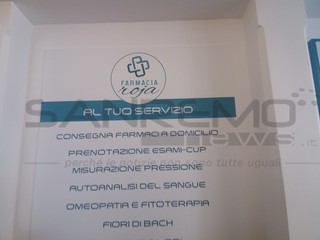 FARMACIA
roja
AL TUO SERVIZIO
CONSEGNA FARMACI A DOMICILIO
PRENOTAZIONE ESAMI-CUP
MISURAZIONE PRESSIONE
AUTOANALISI DEL SANGUE
OMEOPATIA E FITOTERAPIA
FIORI DI BACH
SANREMO
news.it
perché le notizie non sono tutte uguali